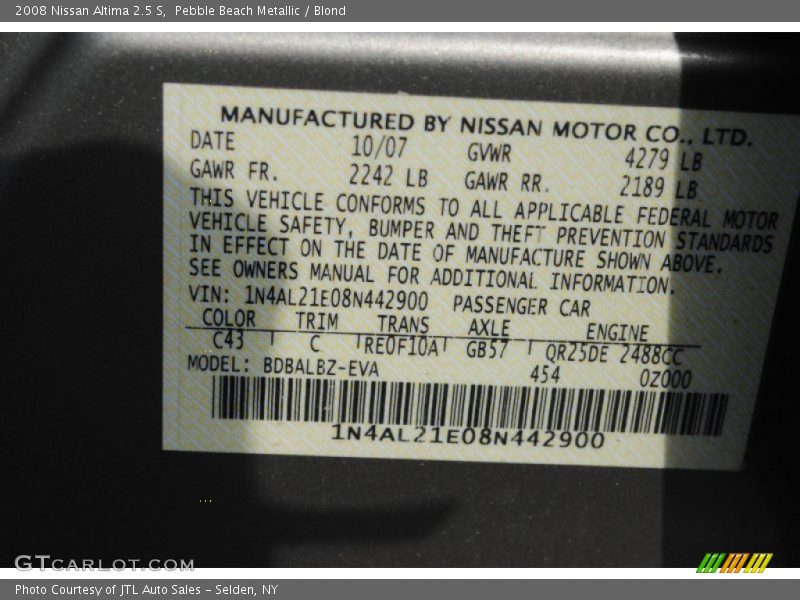 2008 Nissan Altima 2.5 S, Pebble Beach Metallic / Blond
MANUFACTURED BY NISSAN MOTOR CO., LTD.
DATE 10/07 GVWR 4279 LB
GAWR FR. 2242 LB GAWR RR. 2189 LB
THIS VEHICLE CONFORMS TO ALL APPLICABLE FEDERAL MOTOR
VEHICLE SAFETY, BUMPER AND THEFT PREVENTION STANDARDS
IN EFFECT ON THE DATE OF MANUFACTURE SHOWN ABOVE.
SEE OWNERS MANUAL FOR ADDITIONAL INFORMATION.
VIN: 1N4AL21E08N442900 PASSENGER CAR
COLOR TRIM TRANS AXLE ENGINE
C43 C RE0F10A GB57 QR25DE 2488CC
MODEL: BDBALBZ-EVA 454 0Z000
1N4AL21E08N442900
GTCARLOT.COM
Photo Courtesy of JTL Auto Sales - Selden, NY